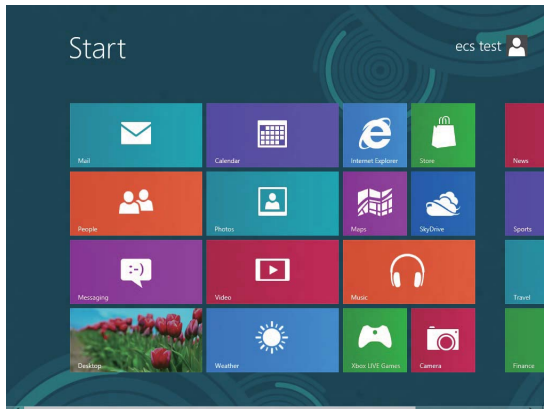 Start
ecs test
Mail
Calendar
Internet Explorer
Store
News
People
Photos
Maps
SkyDrive
Sports
Messaging
:-)
Video
Music
Travel
Desktop
Weather
Xbox LIVE Games
Camera
Finance